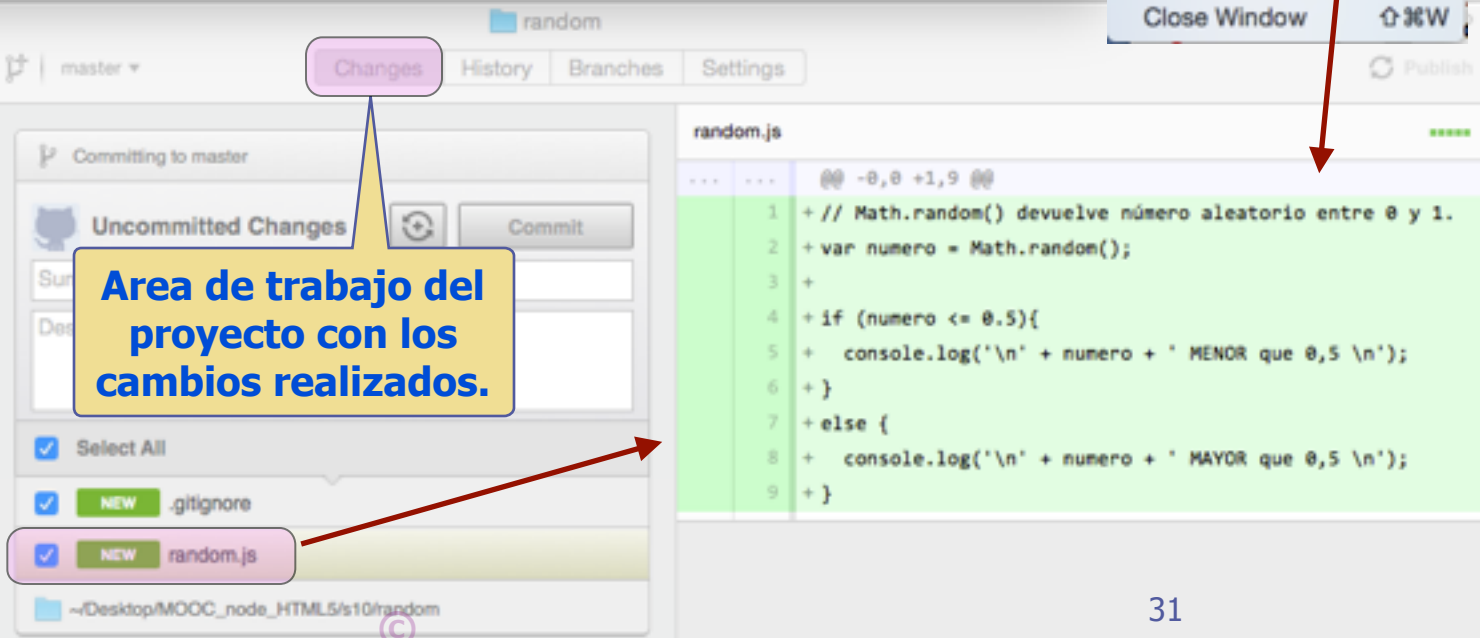 Close Window ⇧⌘W
random
master
Changes History Branches Settings
Publish
Committing to master
Uncommitted Changes
Commit
Sum
Des
Area de trabajo del
proyecto con los
cambios realizados.
Select All
NEW .gitignore
NEW random.js
~/Desktop/MOOC_node_HTML5/s10/random
©
random.js
... ... @@ -0,0 +1,9 @@
1 +// Math.random() devuelve número aleatorio entre 0 y 1.
2 +var numero = Math.random();
3 +
4 +if (numero <= 0.5){
5 + console.log('\n' + numero + ' MENOR que 0,5 \n');
6 +}
7 +else {
8 + console.log('\n' + numero + ' MAYOR que 0,5 \n');
9 +}
31